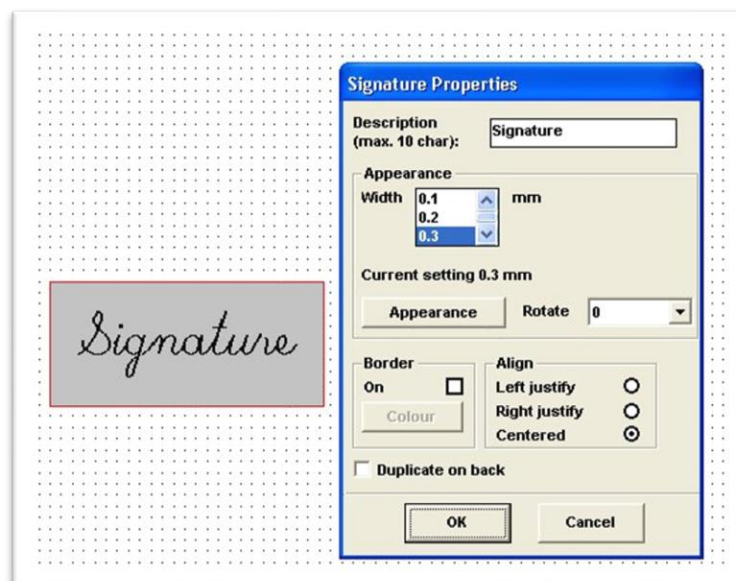 Signature
Signature Properties
Description
(max. 10 char):
Signature
Appearance
Width
0.1
0.2
0.3
mm
Current setting 0.3 mm
Appearance
Rotate
0
Border
On
Colour
Align
Left justify
Right justify
Centered
Duplicate on back
OK
Cancel